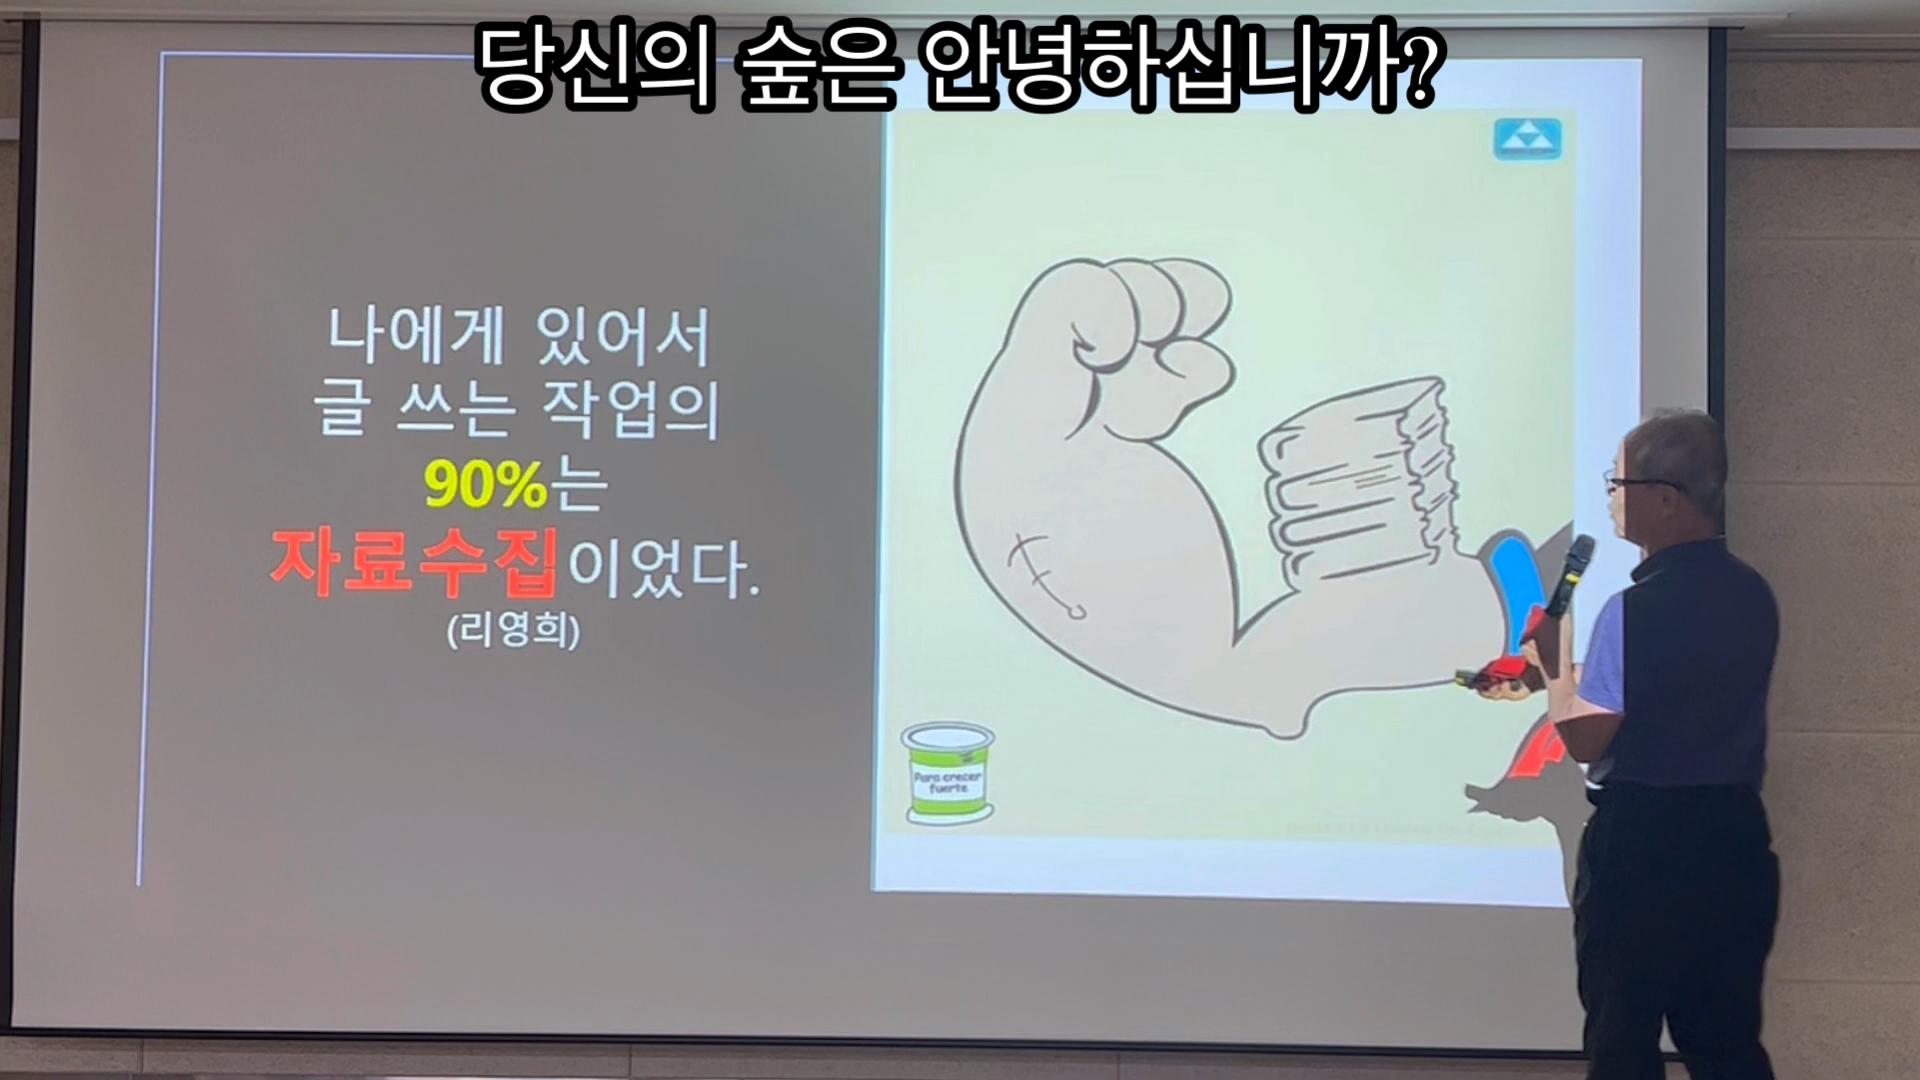 당신의 숲은 안녕하십니까?
나에게 있어서
글 쓰는 작업의
90%는
자료수집이었다.
(리영희)
Para crecer
fuerte